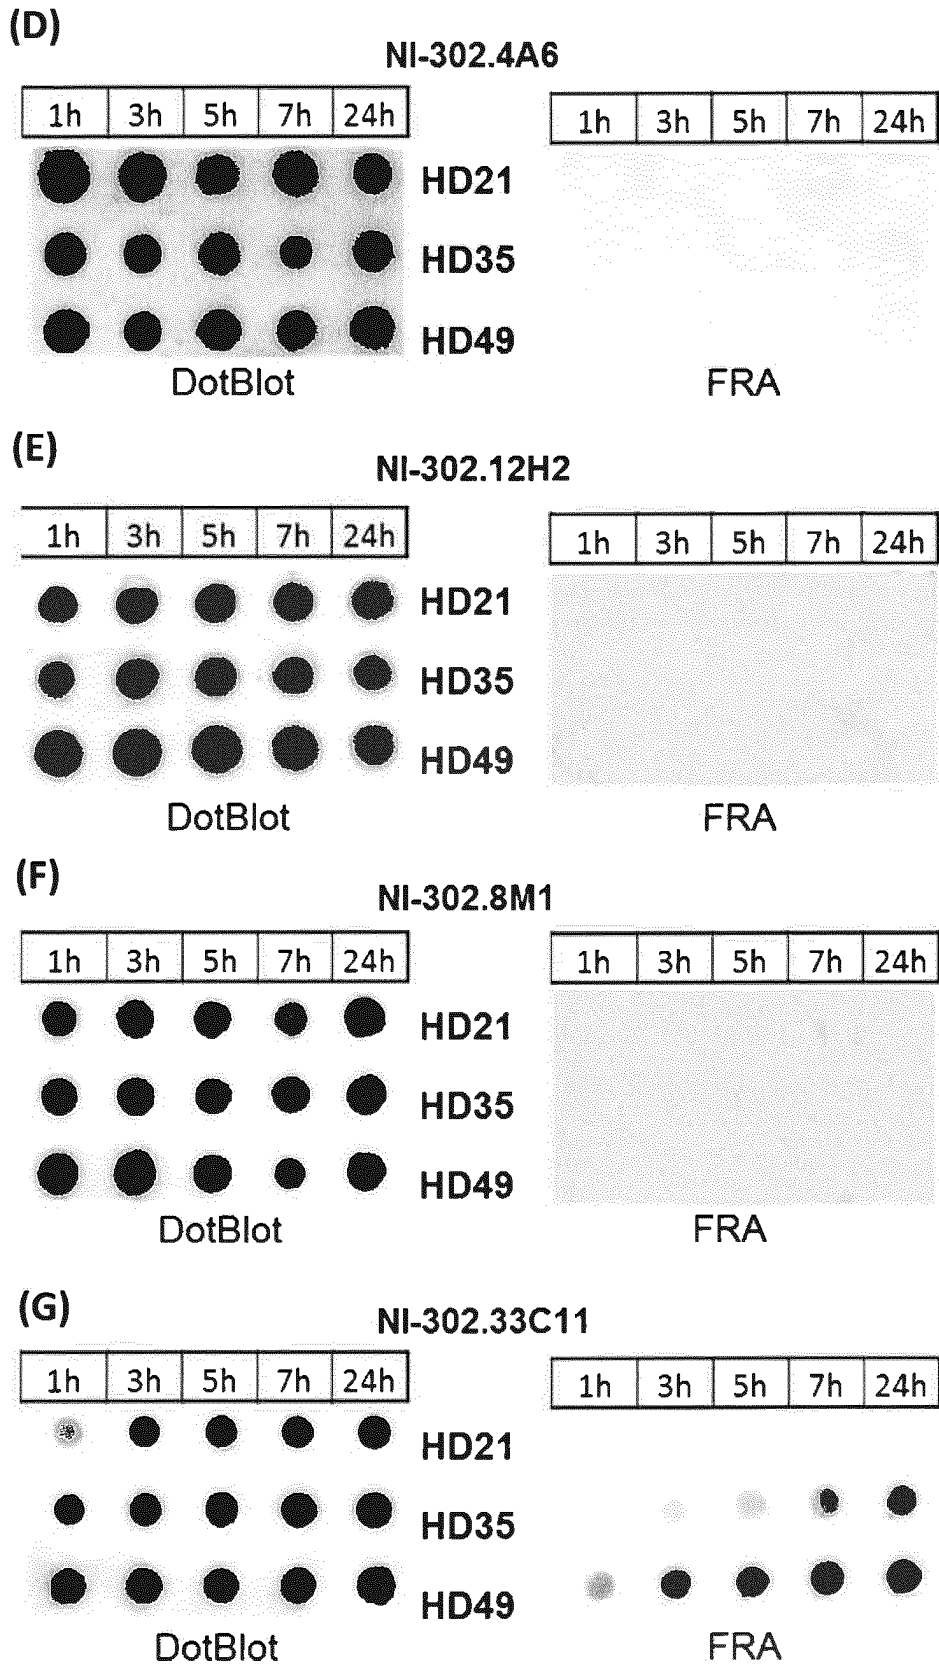 (D)
NI-302.4A6
1h 3h 5h 7h 24h
1h 3h 5h 7h 24h
HD21
HD35
HD49
DotBlot
FRA
(E)
NI-302.12H2
1h 3h 5h 7h 24h
1h 3h 5h 7h 24h
HD21
HD35
HD49
DotBlot
FRA
(F)
NI-302.8M1
1h 3h 5h 7h 24h
1h 3h 5h 7h 24h
HD21
HD35
HD49
DotBlot
FRA
(G)
NI-302.33C11
1h 3h 5h 7h 24h
1h 3h 5h 7h 24h
HD21
HD35
HD49
DotBlot
FRA